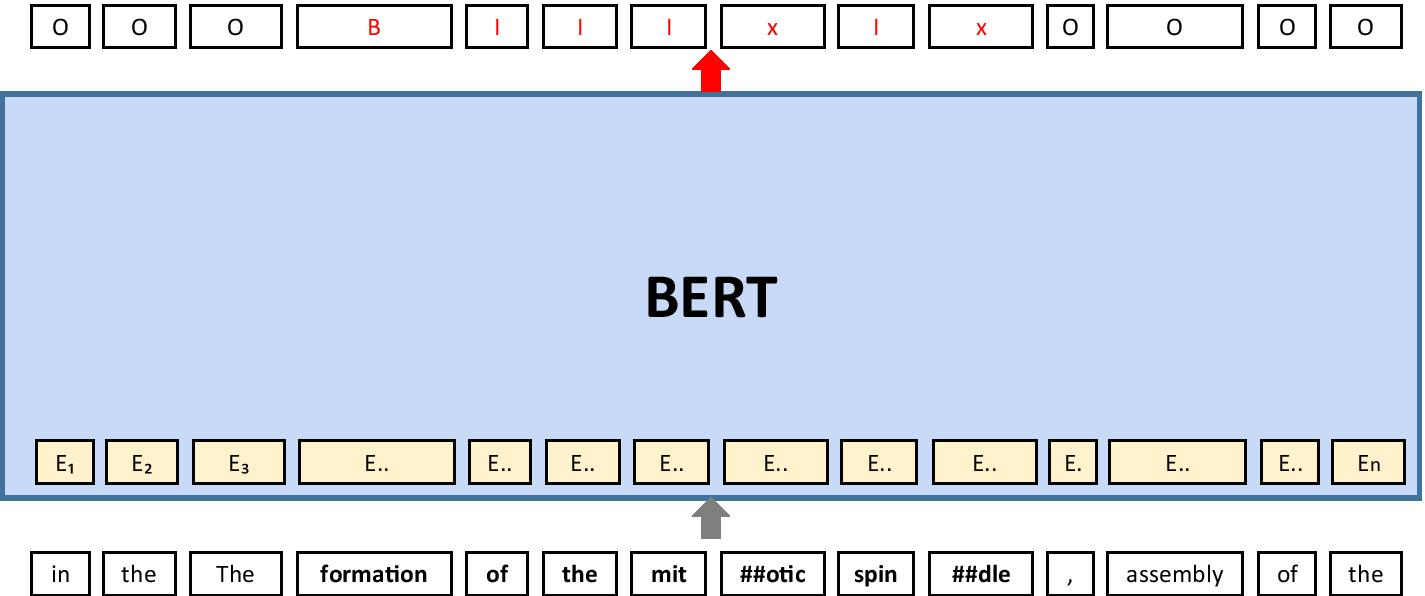 O O O B I I I x I x O O O O
BERT
E₁ E₂ E₃ E.. E.. E.. E.. E.. E.. E.. E. E.. E.. En
in the The formation of the mit ##otic spin ##dle , assembly of the